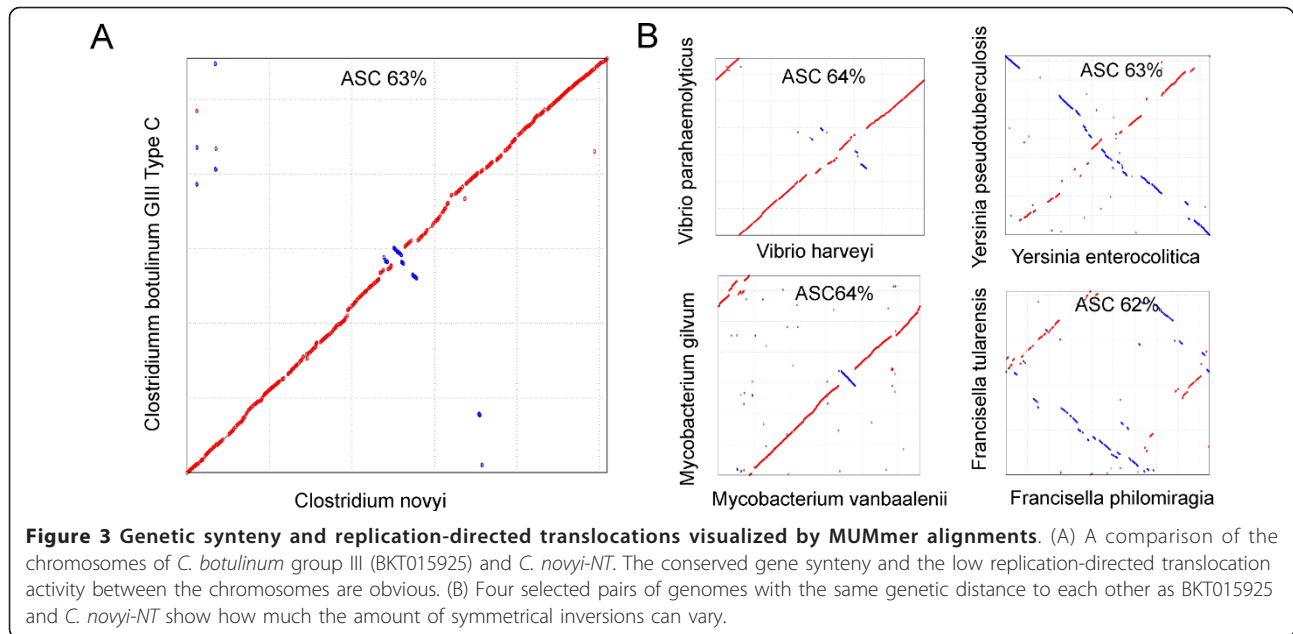 A
ASC 63%
Clostridiumm botulinum GIII Type C
Clostridium novyi
B
ASC 64%
Vibrio parahaemolyticus
Vibrio harveyi
ASC 63%
Yersinia pseudotuberculosis
Yersinia enterocolitica
ASC64%
Mycobacterium gilvum
Mycobacterium vanbaalenii
ASC 62%
Francisella tularensis
Francisella philomiragia
Figure 3 Genetic synteny and replication-directed translocations visualized by MUMmer alignments. (A) A comparison of the
chromosomes of C. botulinum group III (BKT015925) and C. novyi-NT. The conserved gene synteny and the low replication-directed translocation
activity between the chromosomes are obvious. (B) Four selected pairs of genomes with the same genetic distance to each other as BKT015925
and C. novyi-NT show how much the amount of symmetrical inversions can vary.